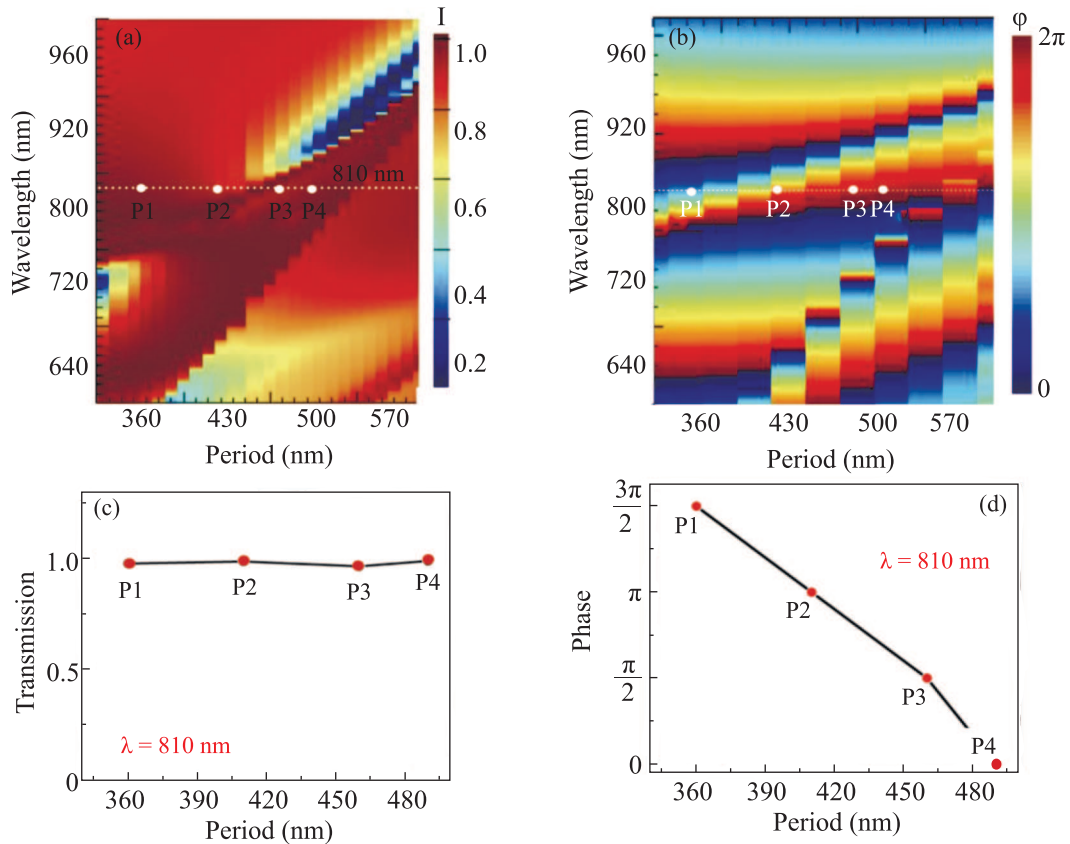 (a)
I
960
920
800
720
640
Wavelength (nm)
810 nm
P1 P2 P3 P4
1.0
0.8
0.6
0.4
0.2
360 430 500 570
Period (nm)
(b)
φ
2π
0
960
920
800
720
640
Wavelength (nm)
P1 P2 P3 P4
360 430 500 570
Period (nm)
(c)
1.0
0.5
0
Transmission
P1 P2 P3 P4
λ = 810 nm
360 390 420 450 480
Period (nm)
(d)
3π
2
π
π
2
0
Phase
P1
λ = 810 nm
P2
P3
P4
360 390 420 450 480
Period (nm)